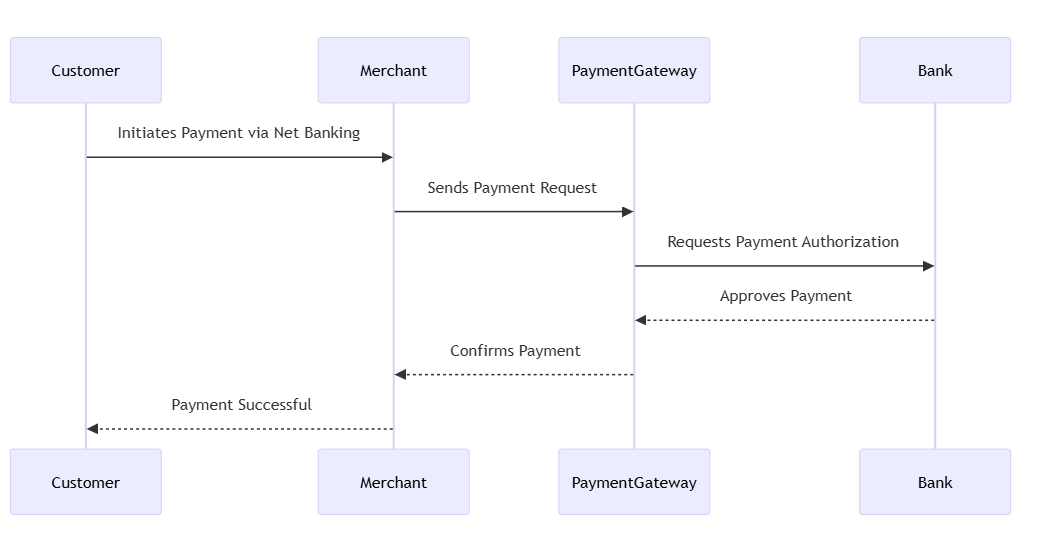 Customer
Merchant
PaymentGateway
Bank
Initiates Payment via Net Banking
Sends Payment Request
Requests Payment Authorization
Approves Payment
Confirms Payment
Payment Successful
Customer
Merchant
PaymentGateway
Bank